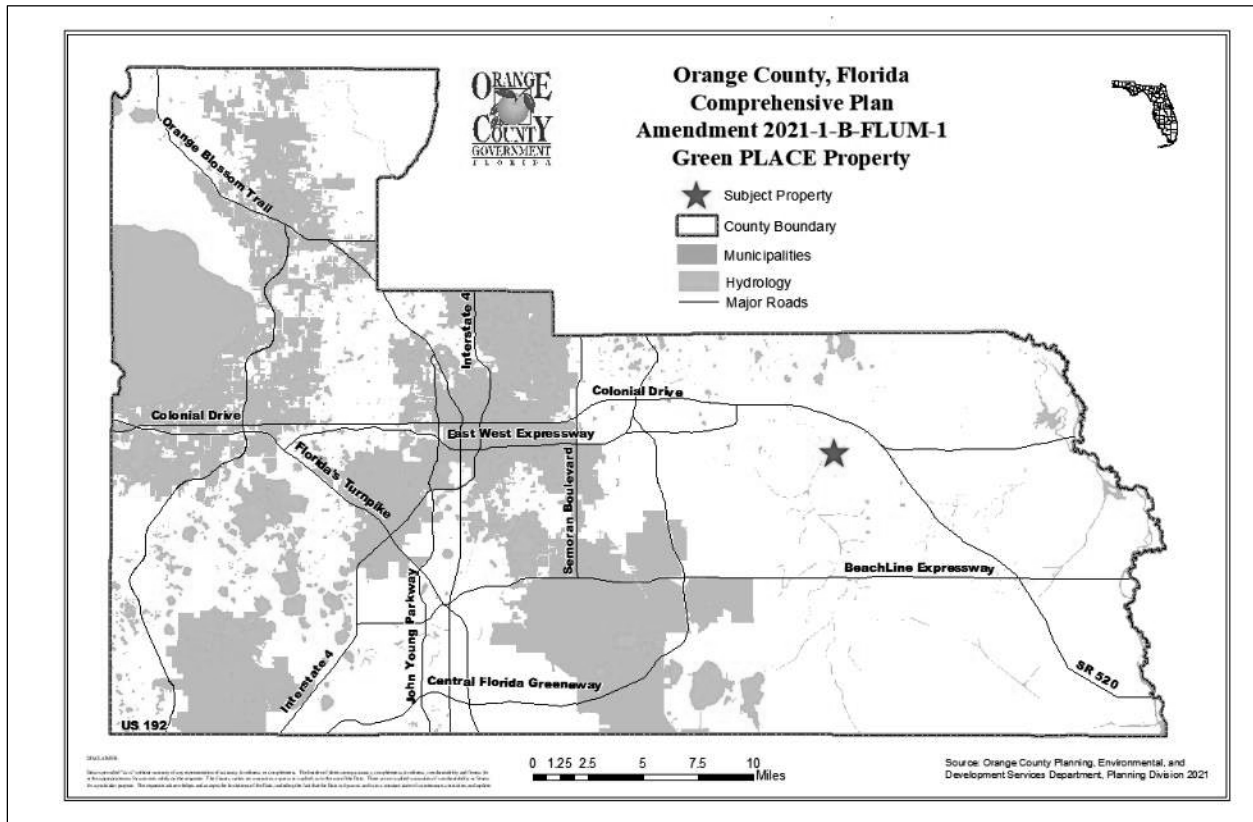 ORANGE
COUNTY
GOVERNMENT
FLORIDA
Orange County, Florida
Comprehensive Plan
Amendment 2021-1-B-FLUM-1
Green PLACE Property
Subject Property
County Boundary
Municipalities
Hydrology
Major Roads
Orange Blossom Trail
Interstate 4
Colonial Drive
Colonial Drive
East West Expressway
Florida's Turnpike
Semoran Boulevard
BeachLine Expressway
John Young Parkway
Interstate 4
Central Florida Greeneway
SR 520
US 192
0 1.25 2.5 5 7.5 10
Miles
Source: Orange County Planning, Environmental, and
Development Services Department, Planning Division 2021